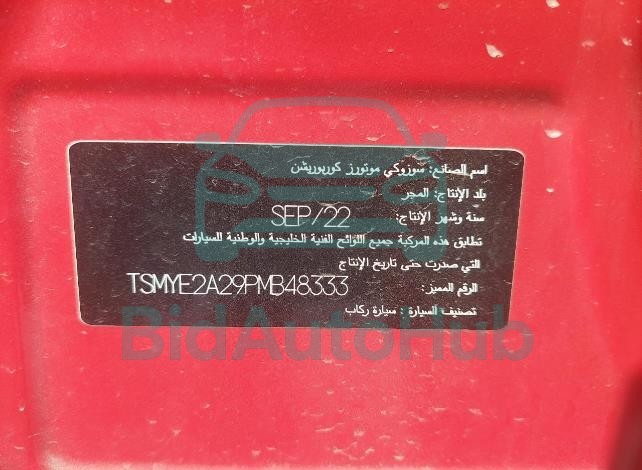 اسم الصانع: سوزوكي موتورز كوربوريشن
بلد الإنتاج: المجر
سنة وشهر الإنتاج: SEP/22
تطابق هذه المركبة جميع اللوائح الفنية الخليجية والوطنية للسيارات
التي صدرت حتى تاريخ الإنتاج
الرقم المميز: TSMYE2A29PMB48333
تصنيف السيارة : سيارة ركاب
BidAutoHub